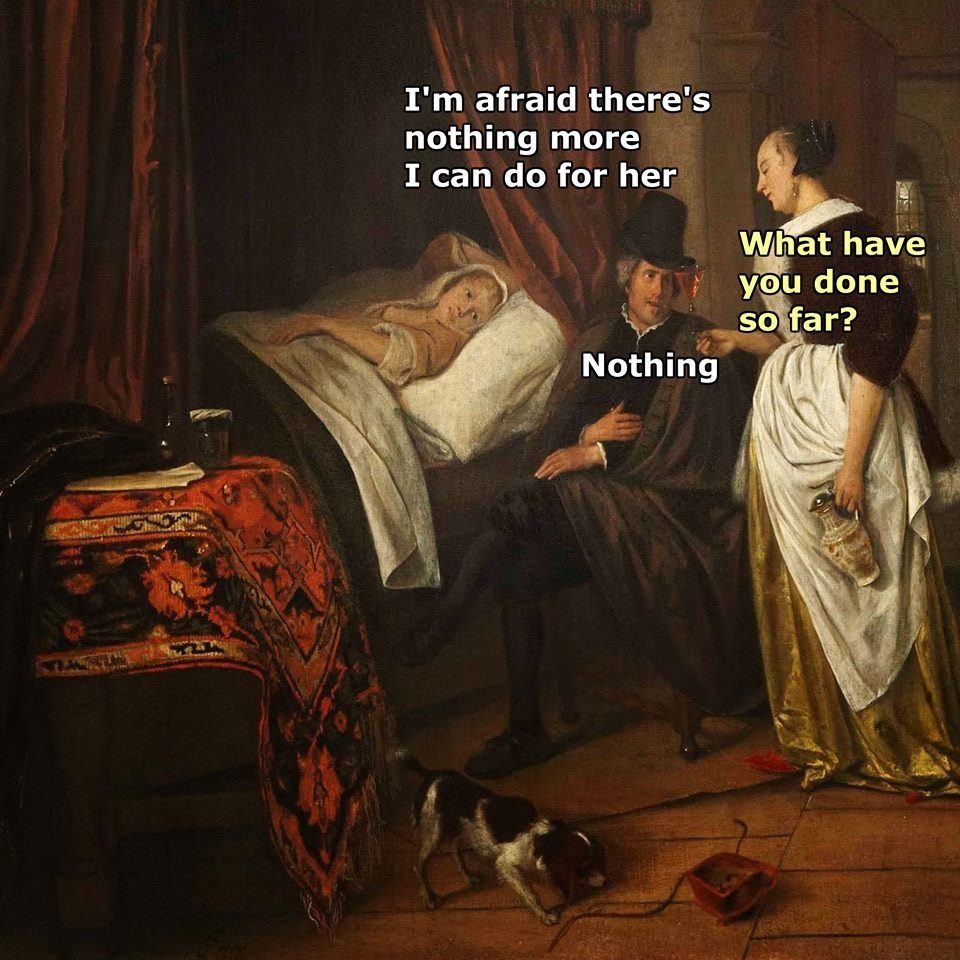 I'm afraid there's
nothing more
I can do for her
What have
you done
so far?
Nothing